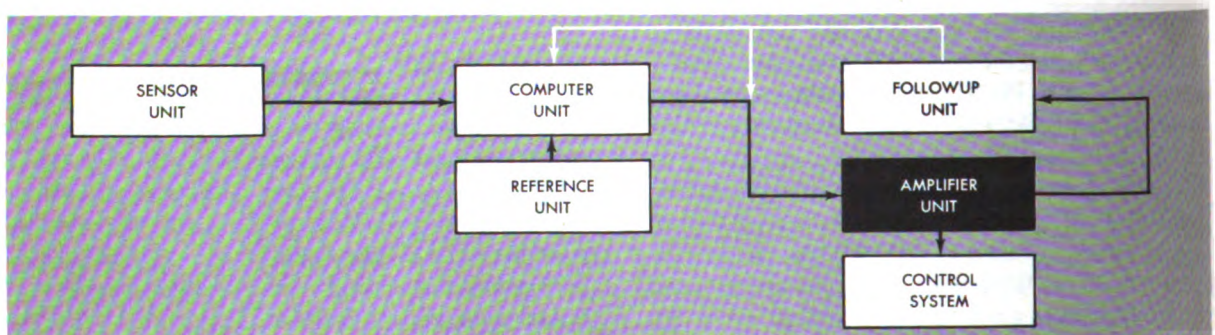 SENSOR
UNIT
COMPUTER
UNIT
FOLLOWUP
UNIT
REFERENCE
UNIT
AMPLIFIER
UNIT
CONTROL
SYSTEM